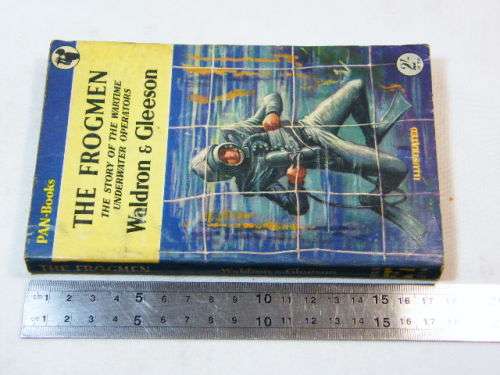 PAN-Books
THE FROGMEN
THE STORY OF THE WARTIME
UNDERWATER OPERATORS
Waldron & Gleeson
2/-
ILLUSTRATED
THE FROGMEN
Waldron & Gleeson
cm 1 2 3 4 5 6 7 8 9 10 11 12 13 14 15 16 17
cm 1 2 3 4 5 6 7 8 9 10 11 12 13 14 15 16 17